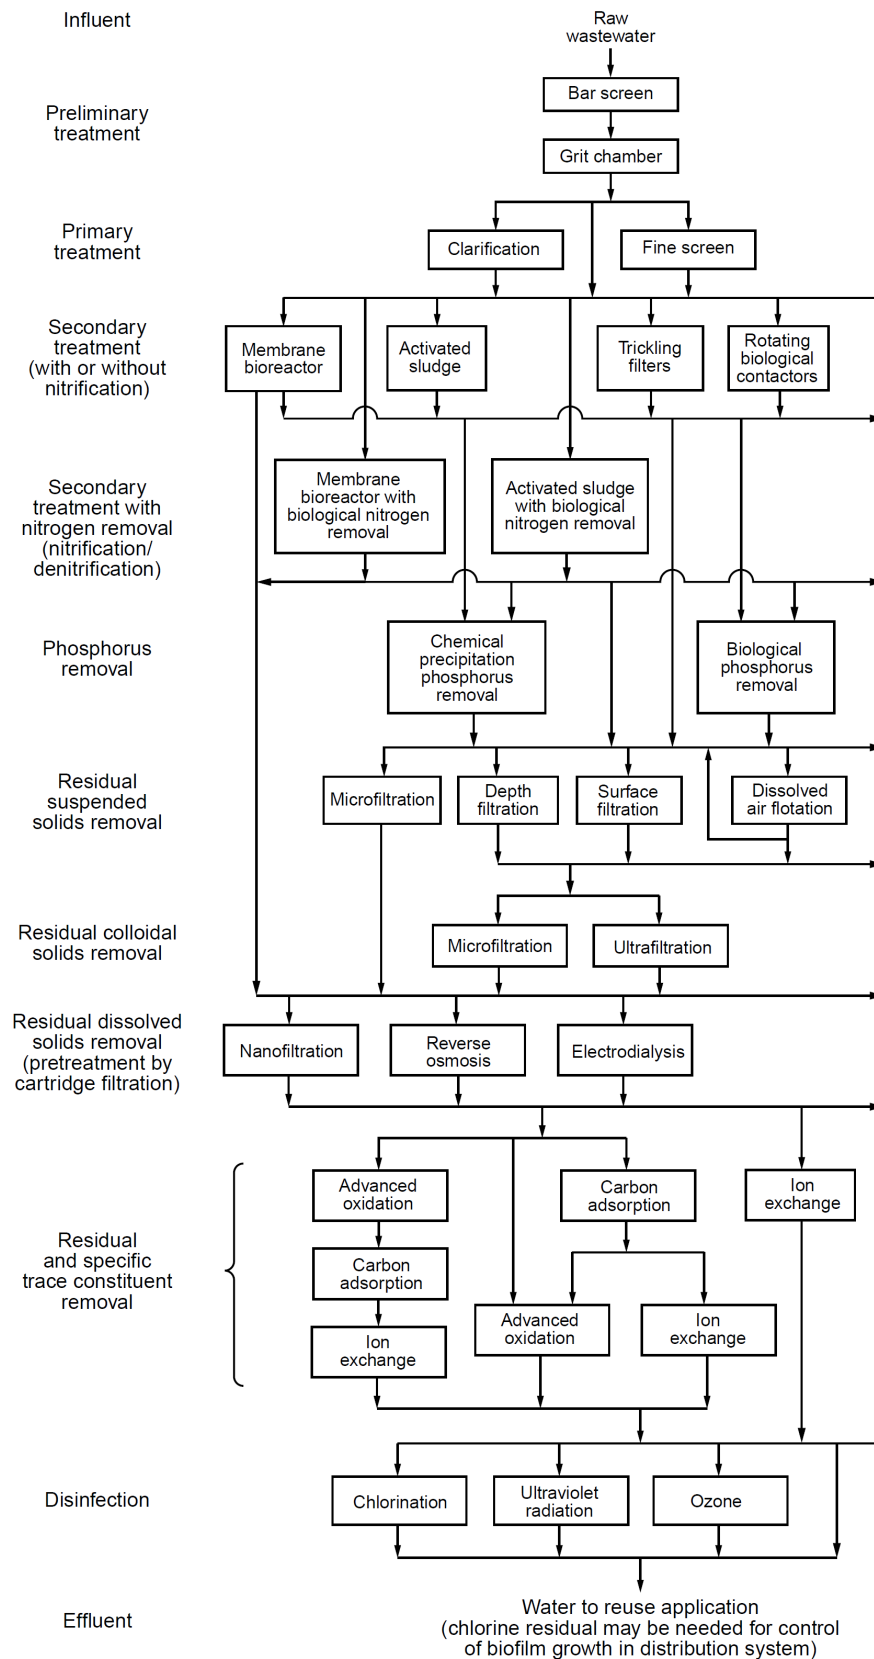 Influent
Raw
wastewater
Preliminary
treatment
Bar screen
Grit chamber
Primary
treatment
Clarification
Fine screen
Secondary
treatment
(with or without
nitrification)
Membrane
bioreactor
Activated
sludge
Trickling
filters
Rotating
biological
contactors
Secondary
treatment with
nitrogen removal
(nitrification/
denitrification)
Membrane
bioreactor with
biological nitrogen
removal
Activated sludge
with biological
nitrogen removal
Phosphorus
removal
Chemical
precipitation
phosphorus
removal
Biological
phosphorus
removal
Residual
suspended
solids removal
Microfiltration
Depth
filtration
Surface
filtration
Dissolved
air flotation
Residual colloidal
solids removal
Microfiltration
Ultrafiltration
Residual dissolved
solids removal
(pretreatment by
cartridge filtration)
Nanofiltration
Reverse
osmosis
Electrodialysis
Residual
and specific
trace constituent
removal
Advanced
oxidation
Carbon
adsorption
Ion
exchange
Carbon
adsorption
Advanced
oxidation
Ion
exchange
Ion
exchange
Disinfection
Chlorination
Ultraviolet
radiation
Ozone
Effluent
Water to reuse application
(chlorine residual may be needed for control
of biofilm growth in distribution system)